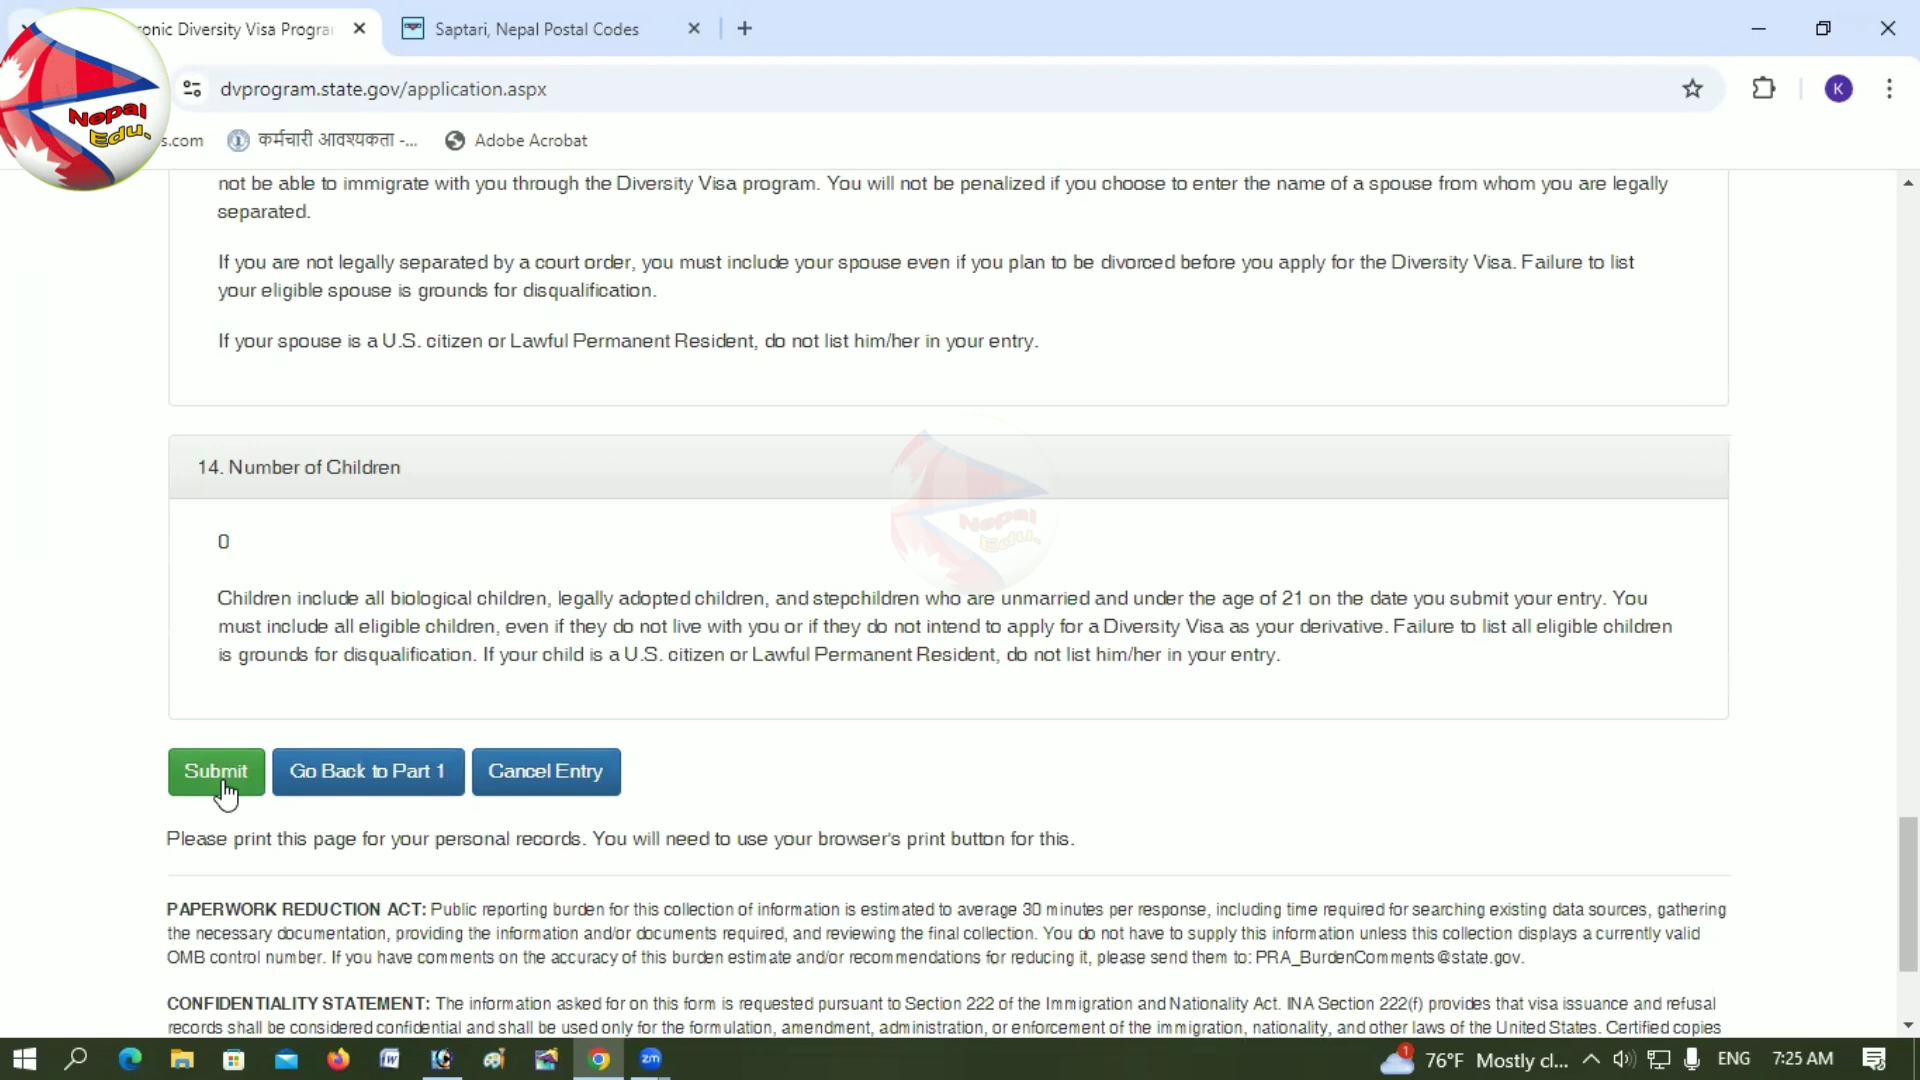 onic Diversity Visa Progra
Saptari, Nepal Postal Codes
dvprogram.state.gov/application.aspx
K
Nepal
Edu.
s.com
कर्मचारी आवश्यकता -...
Adobe Acrobat
not be able to immigrate with you through the Diversity Visa program. You will not be penalized if you choose to enter the name of a spouse from whom you are legally
separated.
If you are not legally separated by a court order, you must include your spouse even if you plan to be divorced before you apply for the Diversity Visa. Failure to list
your eligible spouse is grounds for disqualification.
If your spouse is a U.S. citizen or Lawful Permanent Resident, do not list him/her in your entry.
14. Number of Children
Nepal
Edu.
0
Children include all biological children, legally adopted children, and stepchildren who are unmarried and under the age of 21 on the date you submit your entry. You
must include all eligible children, even if they do not live with you or if they do not intend to apply for a Diversity Visa as your derivative. Failure to list all eligible children
is grounds for disqualification. If your child is a U.S. citizen or Lawful Permanent Resident, do not list him/her in your entry.
Submit
Go Back to Part 1
Cancel Entry
Please print this page for your personal records. You will need to use your browser's print button for this.
PAPERWORK REDUCTION ACT: Public reporting burden for this collection of information is estimated to average 30 minutes per response, including time required for searching existing data sources, gathering
the necessary documentation, providing the information and/or documents required, and reviewing the final collection. You do not have to supply this information unless this collection displays a currently valid
OMB control number. If you have comments on the accuracy of this burden estimate and/or recommendations for reducing it, please send them to: PRA_BurdenComments@state.gov.
CONFIDENTIALITY STATEMENT: The information asked for on this form is requested pursuant to Section 222 of the Immigration and Nationality Act. INA Section 222(f) provides that visa issuance and refusal
records shall be considered confidential and shall be used only for the formulation, amendment, administration, or enforcement of the immigration, nationality, and other laws of the United States. Certified copies
zm
1
76°F Mostly cl...
ENG
7:25 AM